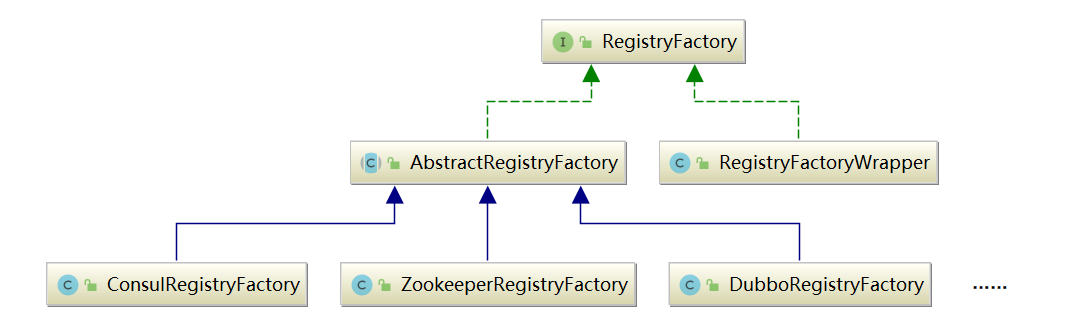 RegistryFactory
AbstractRegistryFactory
RegistryFactoryWrapper
ConsulRegistryFactory
ZookeeperRegistryFactory
DubboRegistryFactory
......